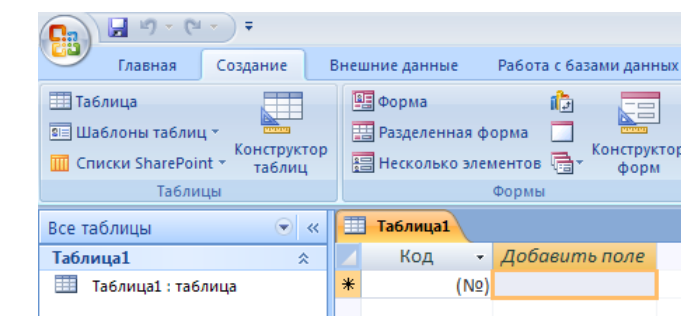 Главная Создание Внешние данные Работа с базами данных
Таблица
Шаблоны таблиц
Списки SharePoint
Конструктор
таблиц
Таблицы
Форма
Разделенная форма
Несколько элементов
Конструктор
форм
Формы
Все таблицы
Таблица1
Таблица1 : таблица
Таблица1
Код Добавить поле
* (№)